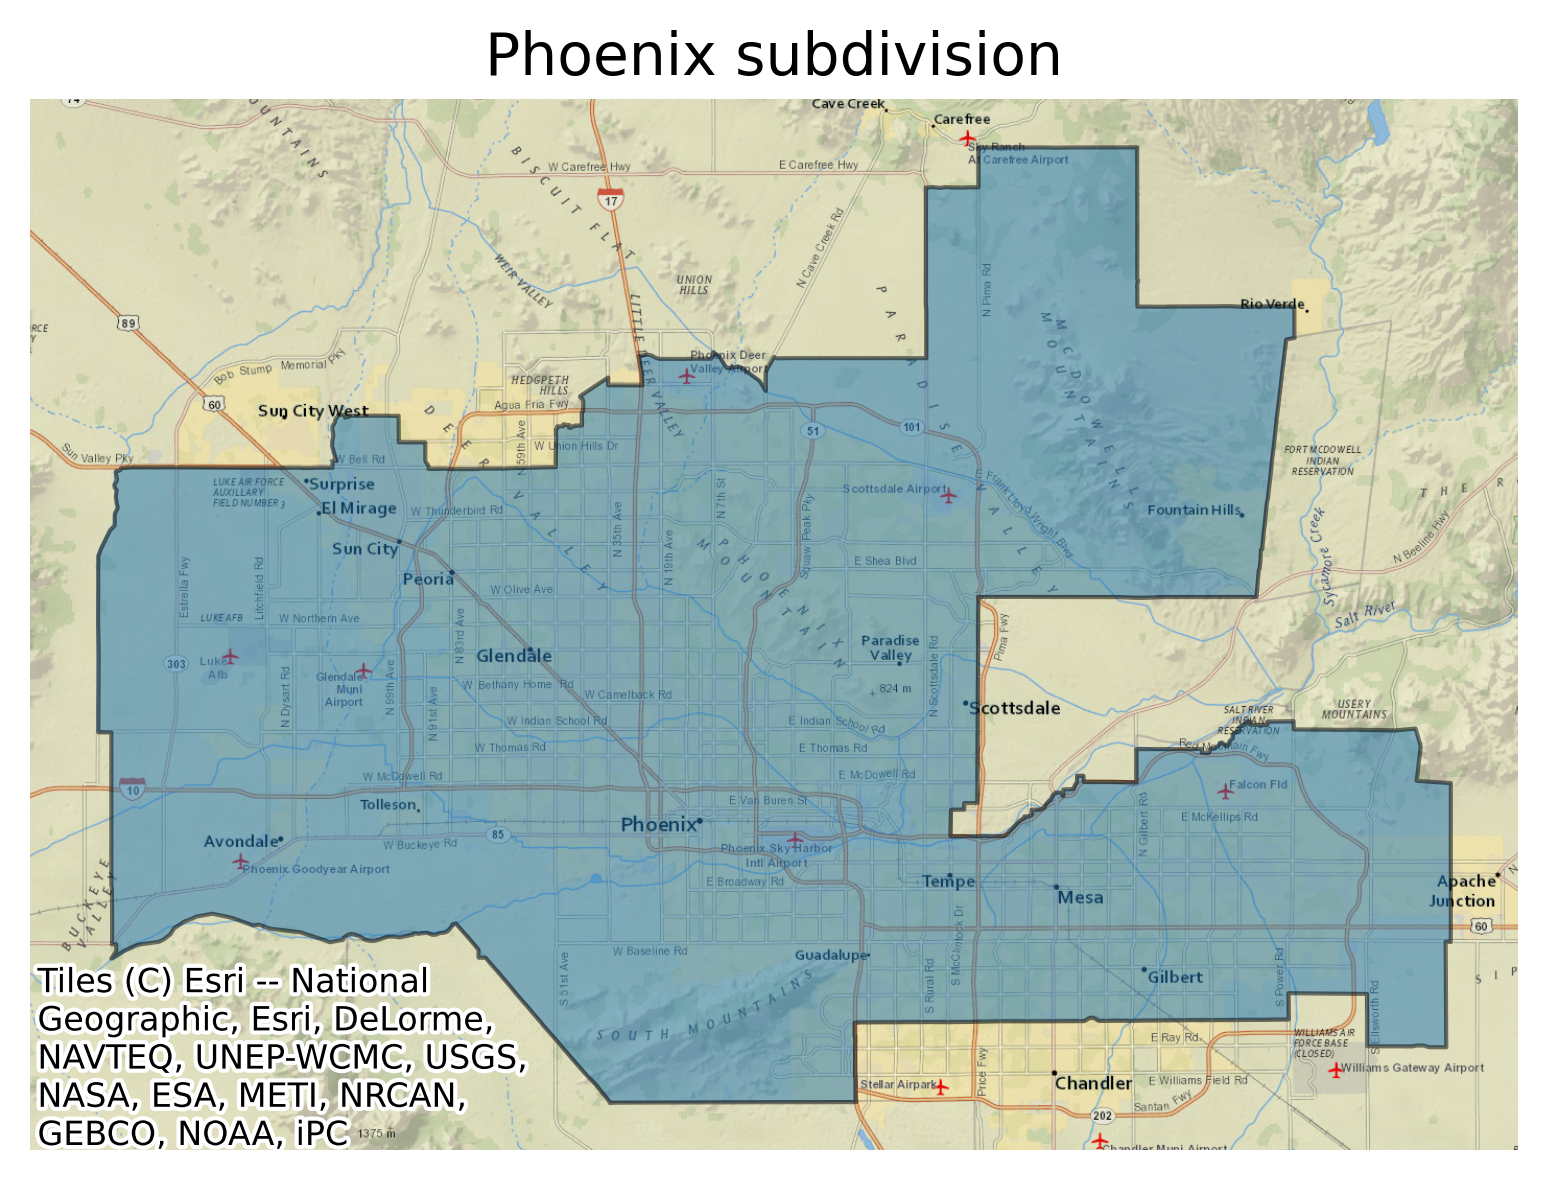 Phoenix subdivision
74
OUNTAINS
Cave Creek
Carefree
Sky Ranch
At Carefree Airport
BISCUIT FLAT
W Carefree Hwy
E Carefree Hwy
17
N Cave Creek Rd
WEIR VALLEY
UNION
HILLS
PARADISE VALLEY
N Pima Rd
Rio Verde
MCDOWELL
MOUNTAINS
89
RCE
Y
LITTLE DEER VALLEY
Phoenix Deer
Valley Airport
Bob Stump Memorial Pky
HEDGPETH
HILLS
60
Sun City West
DEER VALLEY
Agua Fria Fwy
51
101
N 59th Ave
W Union Hills Dr
Sun Valley Pky
W Bell Rd
FORT MCDOWELL
INDIAN
RESERVATION
THE R
LUKE AIR FORCE
AUXILLARY
FIELD NUMBER 3
Surprise
El Mirage
W Thunderbird Rd
N 35th Ave
N 7th St
Squaw Peak Pky
Scottsdale Airport
E Frank Lloyd Wright Blvd
Fountain Hills
N Beeline Hwy
Sycamore Creek
Sun City
Peoria
N 19th Ave
PHOENIX
MOUNTAIN
E Shea Blvd
Estrella Fwy
Litchfield Rd
W Olive Ave
LUKE AFB
W Northern Ave
N 83rd Ave
Salt River
Pima Fwy
Paradise
Valley
N Scottsdale Rd
303
Luke
Afb
Glendale
Glendale
Muni
Airport
N Dysart Rd
N 99th Ave
N 91st Ave
W Bethany Home Rd
W Camelback Rd
824 m
Scottsdale
SALT RIVER
INDIAN
RESERVATION
USERY
MOUNTAINS
W Indian School Rd
E Indian School Rd
W Thomas Rd
E Thomas Rd
Red Mountain Fwy
W McDowell Rd
E McDowell Rd
10
Falcon Fld
Tolleson
E Van Buren St
N Gilbert Rd
E McKellips Rd
Phoenix
85
Avondale
W Buckeye Rd
Phoenix Sky Harbor
Intl Airport
Phoenix Goodyear Airport
E Broadway Rd
Tempe
Mesa
Apache
Junction
BUCKEYE
VALLEY
N
60
S McClintock Dr
W Baseline Rd
Guadalupe
S 51st Ave
S Rural Rd
Gilbert
S Power Rd
S Ellsworth Rd
SIP
SOUTH MOUNTAINS
E Ray Rd
WILLIAMS AIR
FORCE BASE
(CLOSED)
Williams Gateway Airport
Stellar Airpark
Price Fwy
Chandler
E Williams Field Rd
Santan Fwy
202
Chandler Muni Airport
1375 m
Tiles (C) Esri -- National
Geographic, Esri, DeLorme,
NAVTEQ, UNEP-WCMC, USGS,
NASA, ESA, METI, NRCAN,
GEBCO, NOAA, iPC